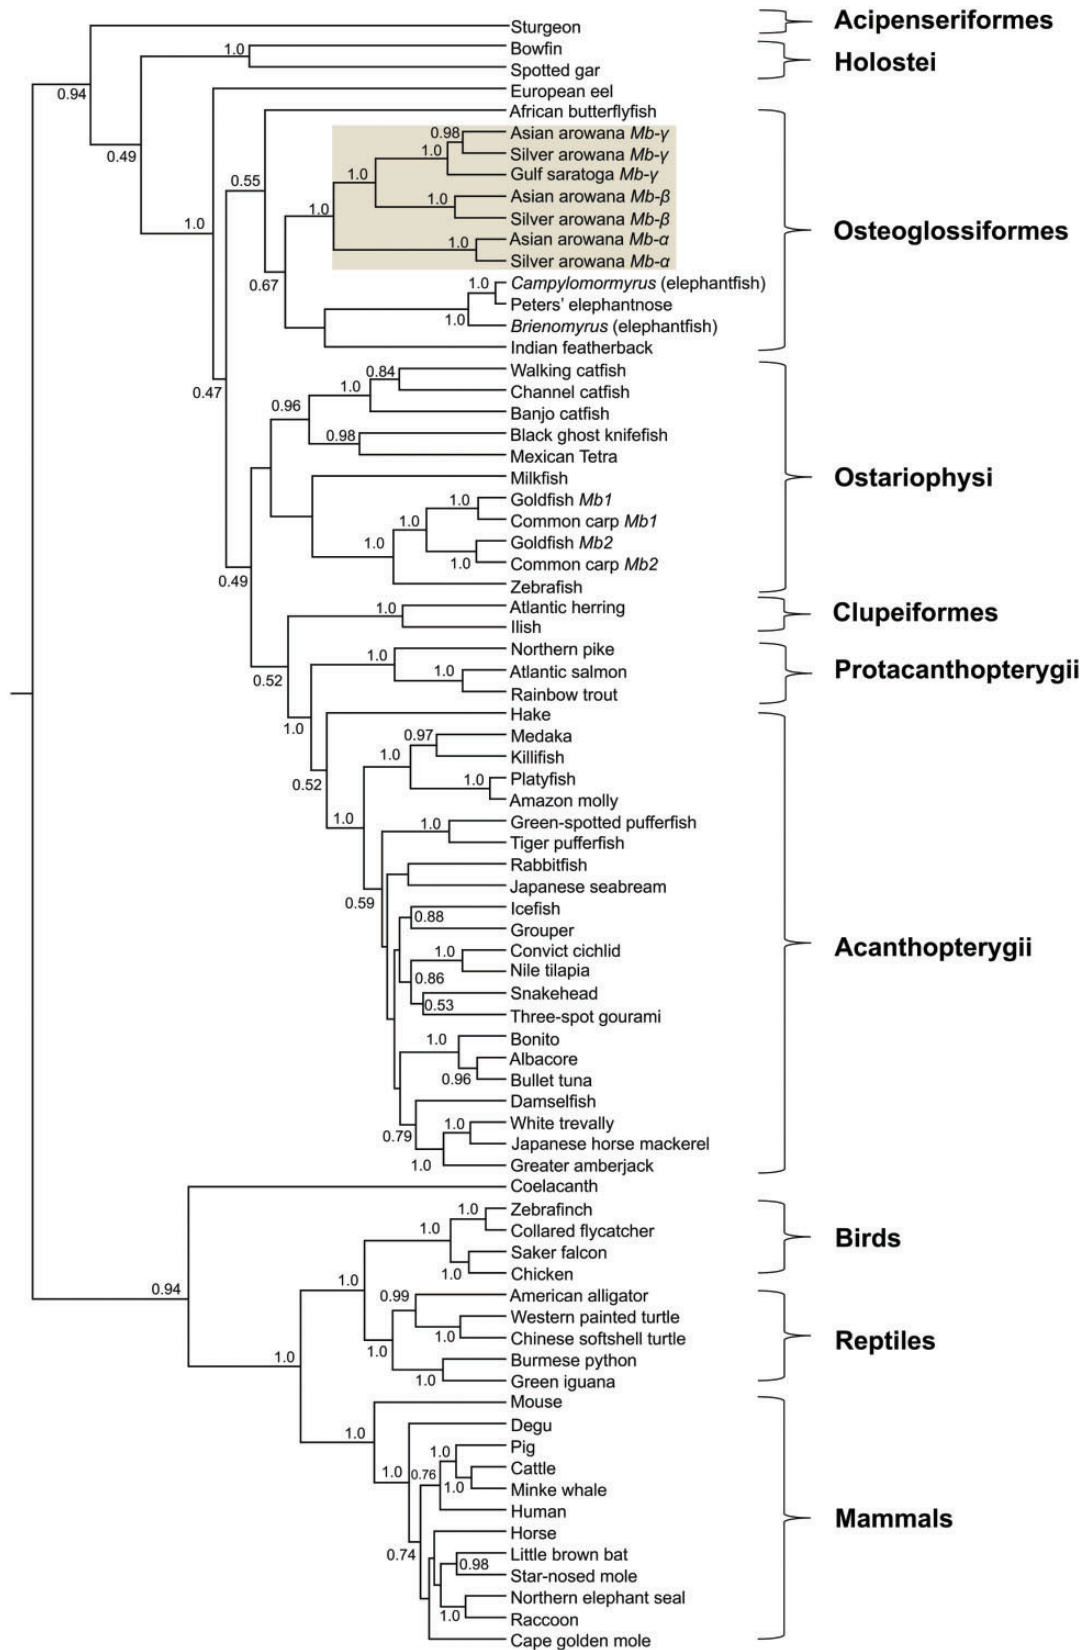 Sturgeon
Acipenseriformes
1.0
Bowfin
Spotted gar
Holostei
0.94
European eel
0.49
African butterflyfish
0.98
Asian arowana Mb-γ
1.0
Silver arowana Mb-γ
Gulf saratoga Mb-γ
0.55
1.0
1.0
Asian arowana Mb-β
1.0
Silver arowana Mb-β
1.0
Osteoglossiformes
1.0
Asian arowana Mb-α
Silver arowana Mb-α
0.67
1.0
Campylomormyrus (elephantfish)
Peters’ elephantnose
1.0
Brienomyrus (elephantfish)
Indian featherback
0.47
0.84
Walking catfish
1.0
Channel catfish
0.96
Banjo catfish
0.98
Black ghost knifefish
Mexican Tetra
Milkfish
Ostariophysi
1.0
Goldfish Mb1
1.0
Common carp Mb1
1.0
Goldfish Mb2
1.0
Common carp Mb2
0.49
Zebrafish
1.0
Atlantic herring
Ilish
Clupeiformes
Northern pike
1.0
1.0
Atlantic salmon
Rainbow trout
Protacanthopterygii
0.52
1.0
Hake
0.97
Medaka
1.0
Killifish
0.52
1.0
Platyfish
Amazon molly
1.0
1.0
Green-spotted pufferfish
Tiger pufferfish
Rabbitfish
Japanese seabream
0.59
Icefish
0.88
Grouper
Acanthopterygii
1.0
Convict cichlid
Nile tilapia
0.86
Snakehead
0.53
Three-spot gourami
1.0
Bonito
Albacore
0.96
Bullet tuna
Damselfish
1.0
White trevally
0.79
Japanese horse mackerel
1.0
Greater amberjack
Coelacanth
1.0
Zebrafinch
1.0
Collared flycatcher
Saker falcon
1.0
Chicken
Birds
0.94
1.0
0.99
American alligator
Western painted turtle
1.0
Chinese softshell turtle
1.0
Burmese python
1.0
Green iguana
Reptiles
1.0
Mouse
1.0
Degu
1.0
Pig
1.0
0.76
Cattle
1.0
Minke whale
Human
Mammals
Horse
0.74
Little brown bat
0.98
Star-nosed mole
Northern elephant seal
1.0
Raccoon
Cape golden mole